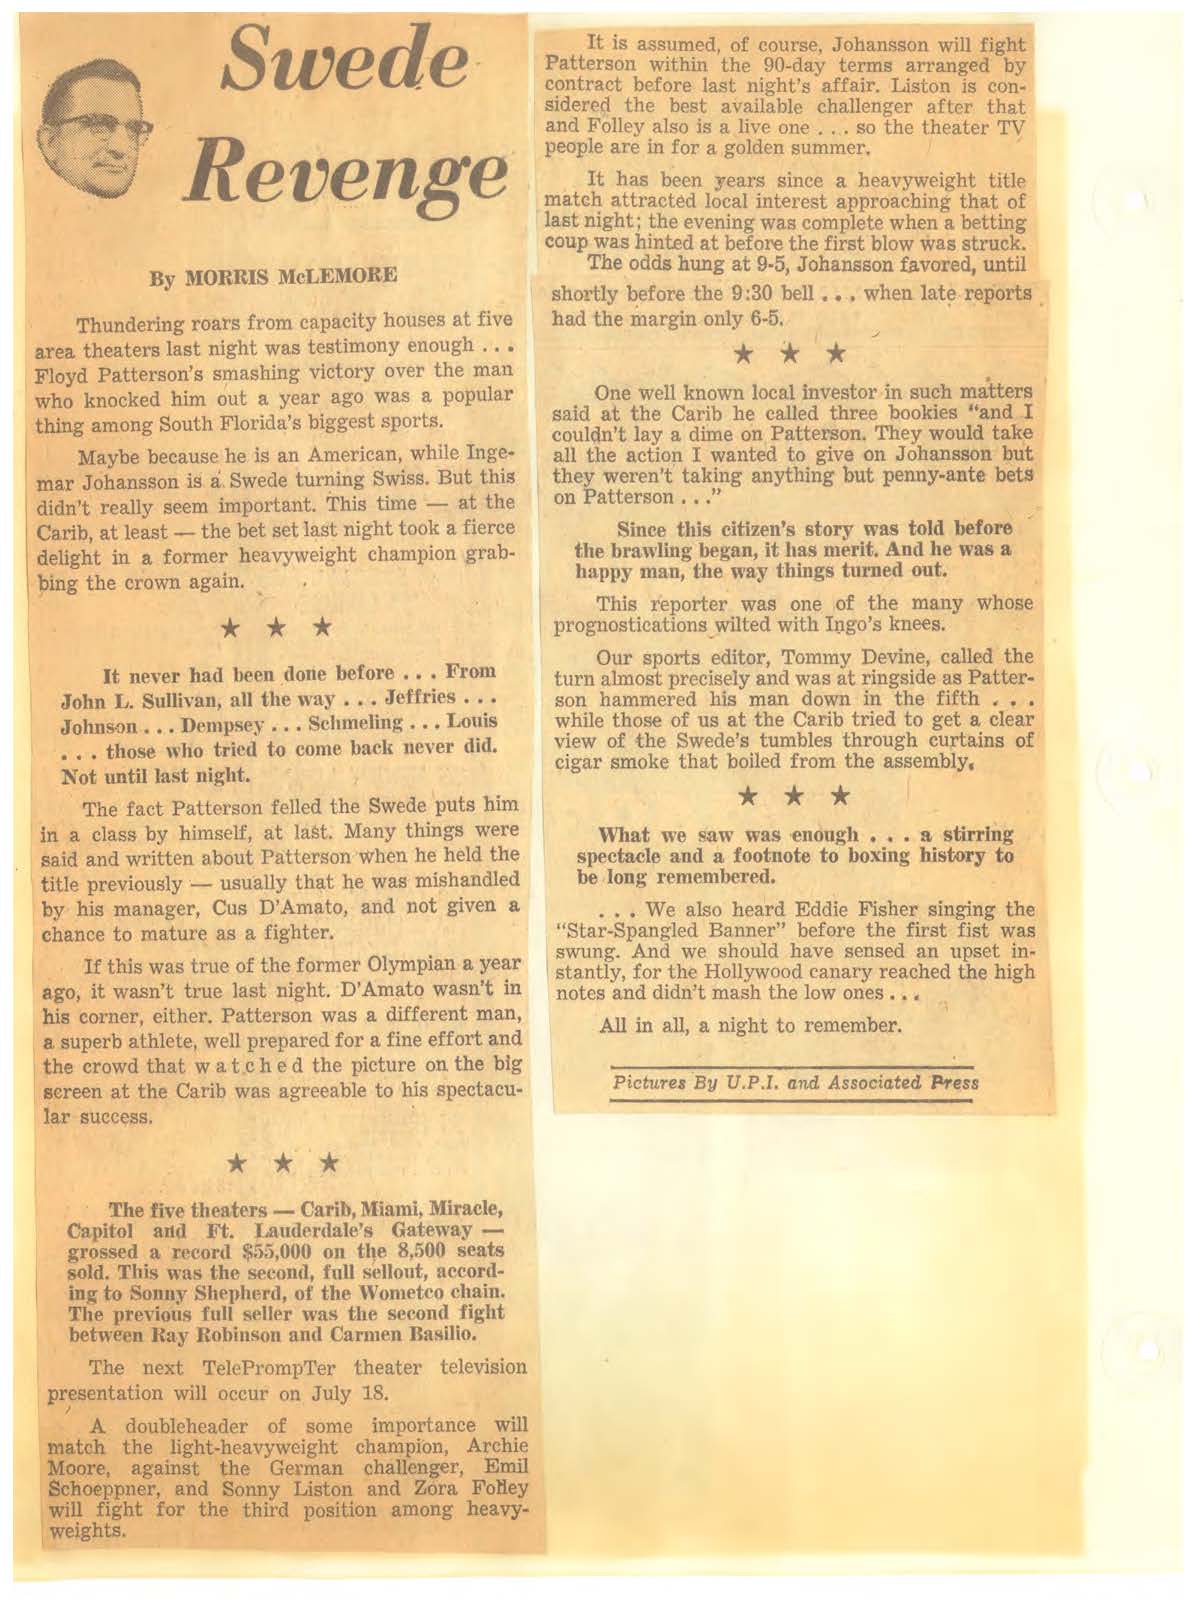 Swede
Revenge
By MORRIS McLEMORE
Thundering roars from capacity houses at five
area theaters last night was testimony enough . . .
Floyd Patterson's smashing victory over the man
who knocked him out a year ago was a popular
thing among South Florida's biggest sports.
Maybe because he is an American, while Inge-
mar Johansson is a Swede turning Swiss. But this
didn't really seem important. This time — at the
Carib, at least — the bet set last night took a fierce
delight in a former heavyweight champion grab-
bing the crown again.
★ ★ ★
It never had been done before . . . From
John L. Sullivan, all the way . . . Jeffries . . .
Johnson . . . Dempsey . . . Schmeling . . . Louis
. . . those who tried to come back never did.
Not until last night.
The fact Patterson felled the Swede puts him
in a class by himself, at last. Many things were
said and written about Patterson when he held the
title previously — usually that he was mishandled
by his manager, Cus D'Amato, and not given a
chance to mature as a fighter.
If this was true of the former Olympian a year
ago, it wasn't true last night. D'Amato wasn't in
his corner, either. Patterson was a different man,
a superb athlete, well prepared for a fine effort and
the crowd that watched the picture on the big
screen at the Carib was agreeable to his spectacu-
lar success.
★ ★ ★
The five theaters — Carib, Miami, Miracle,
Capitol and Ft. Lauderdale's Gateway —
grossed a record $55,000 on the 8,500 seats
sold. This was the second, full sellout, accord-
ing to Sonny Shepherd, of the Wometco chain.
The previous full seller was the second fight
between Ray Robinson and Carmen Basilio.
The next TelePrompTer theater television
presentation will occur on July 18.
A doubleheader of some importance will
match the light-heavyweight champion, Archie
Moore, against the German challenger, Emil
Schoeppner, and Sonny Liston and Zora Folley
will fight for the third position among heavy-
weights.
It is assumed, of course, Johansson will fight
Patterson within the 90-day terms arranged by
contract before last night's affair. Liston is con-
sidered the best available challenger after that
and Folley also is a live one . . . so the theater TV
people are in for a golden summer.
It has been years since a heavyweight title
match attracted local interest approaching that of
last night; the evening was complete when a betting
coup was hinted at before the first blow was struck.
The odds hung at 9-5, Johansson favored, until
shortly before the 9:30 bell . . . when late reports
had the margin only 6-5.
★ ★ ★
One well known local investor in such matters
said at the Carib he called three bookies "and I
couldn't lay a dime on Patterson. They would take
all the action I wanted to give on Johansson but
they weren't taking anything but penny-ante bets
on Patterson . . ."
Since this citizen's story was told before
the brawling began, it has merit. And he was a
happy man, the way things turned out.
This reporter was one of the many whose
prognostications wilted with Ingo's knees.
Our sports editor, Tommy Devine, called the
turn almost precisely and was at ringside as Patter-
son hammered his man down in the fifth . . .
while those of us at the Carib tried to get a clear
view of the Swede's tumbles through curtains of
cigar smoke that boiled from the assembly.
★ ★ ★
What we saw was enough . . . a stirring
spectacle and a footnote to boxing history to
be long remembered.
. . . We also heard Eddie Fisher singing the
"Star-Spangled Banner" before the first fist was
swung. And we should have sensed an upset in-
stantly, for the Hollywood canary reached the high
notes and didn't mash the low ones . . .
All in all, a night to remember.
Pictures By U.P.I. and Associated Press